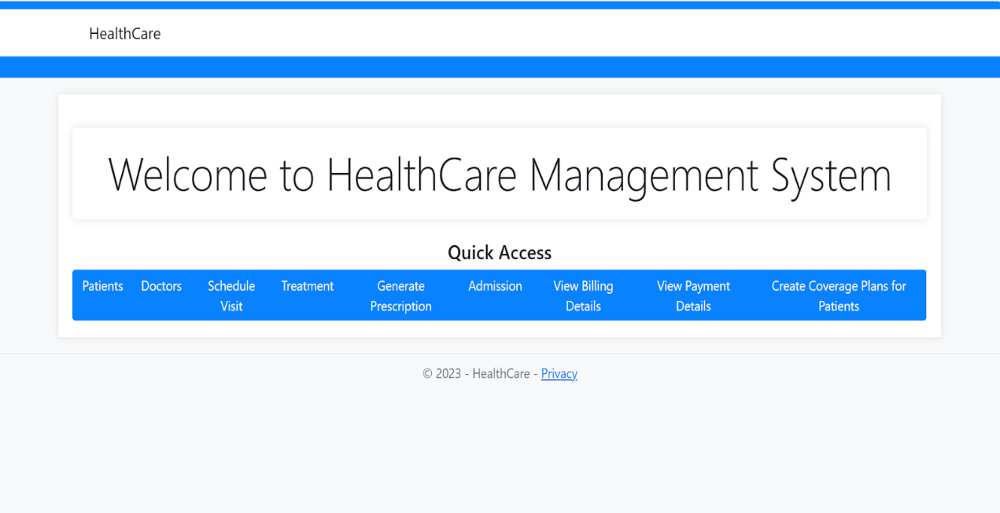 HealthCare
Welcome to HealthCare Management System
Quick Access
Patients Doctors Schedule Visit Treatment Generate Prescription Admission View Billing Details View Payment Details Create Coverage Plans for Patients
© 2023 - HealthCare - Privacy